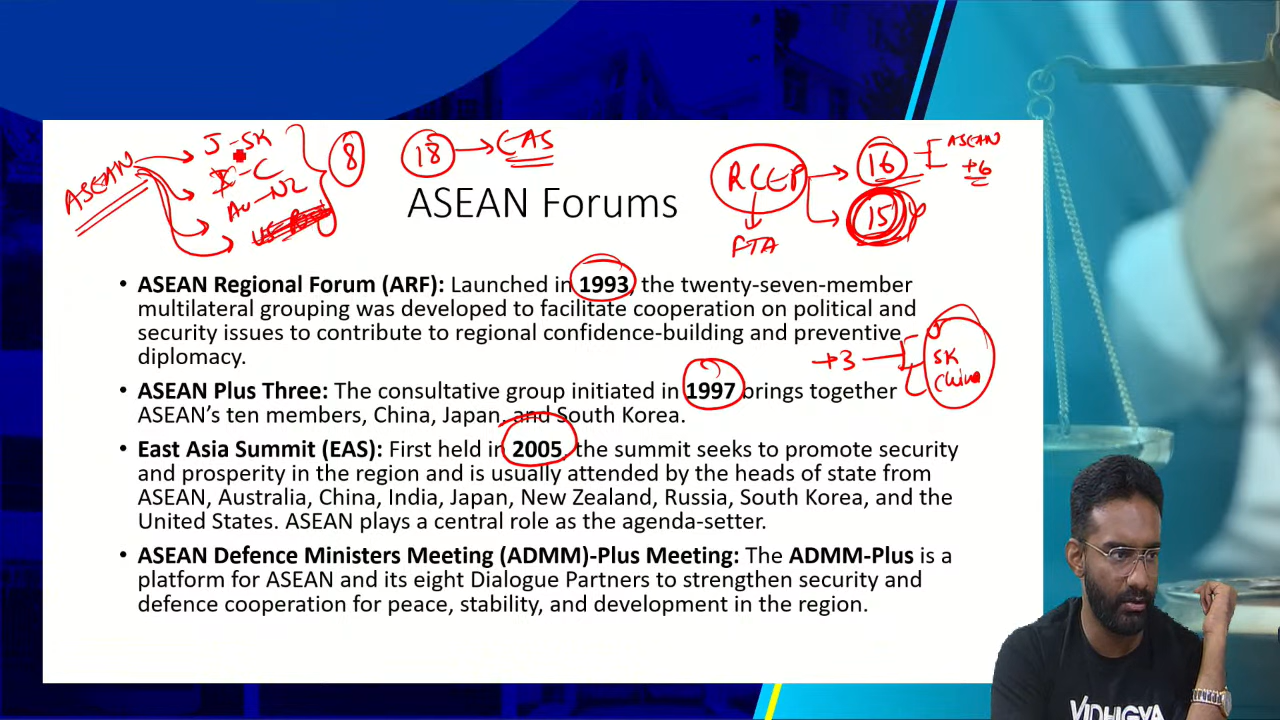 ASEAN
J-SK
-C
Au-NZ
8
18 → EAS
RCEP
16
ASEAN
+6
15
FTA
ASEAN Forums
• ASEAN Regional Forum (ARF): Launched in 1993, the twenty-seven-member
multilateral grouping was developed to facilitate cooperation on political and
security issues to contribute to regional confidence-building and preventive
diplomacy.
+3
SK
China
• ASEAN Plus Three: The consultative group initiated in 1997 brings together
ASEAN’s ten members, China, Japan, and South Korea.
• East Asia Summit (EAS): First held in 2005, the summit seeks to promote security
and prosperity in the region and is usually attended by the heads of state from
ASEAN, Australia, China, India, Japan, New Zealand, Russia, South Korea, and the
United States. ASEAN plays a central role as the agenda-setter.
• ASEAN Defence Ministers Meeting (ADMM)-Plus Meeting: The ADMM-Plus is a
platform for ASEAN and its eight Dialogue Partners to strengthen security and
defence cooperation for peace, stability, and development in the region.
VIDHIGYA